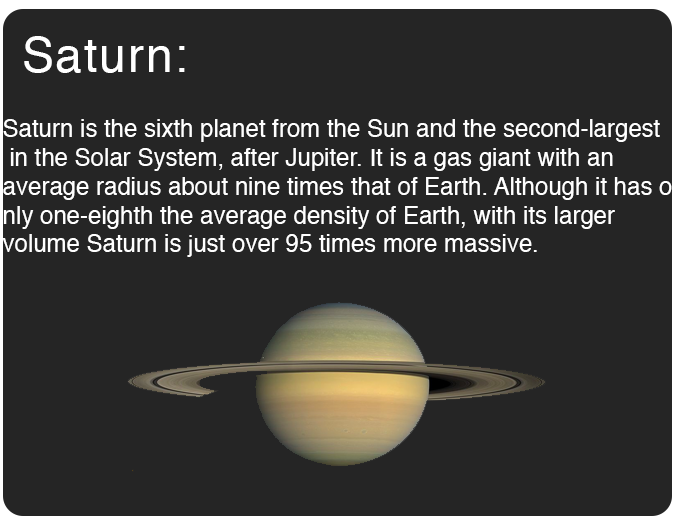 Saturn:
Saturn is the sixth planet from the Sun and the second-largest
in the Solar System, after Jupiter. It is a gas giant with an
average radius about nine times that of Earth. Although it has o
nly one-eighth the average density of Earth, with its larger
volume Saturn is just over 95 times more massive.